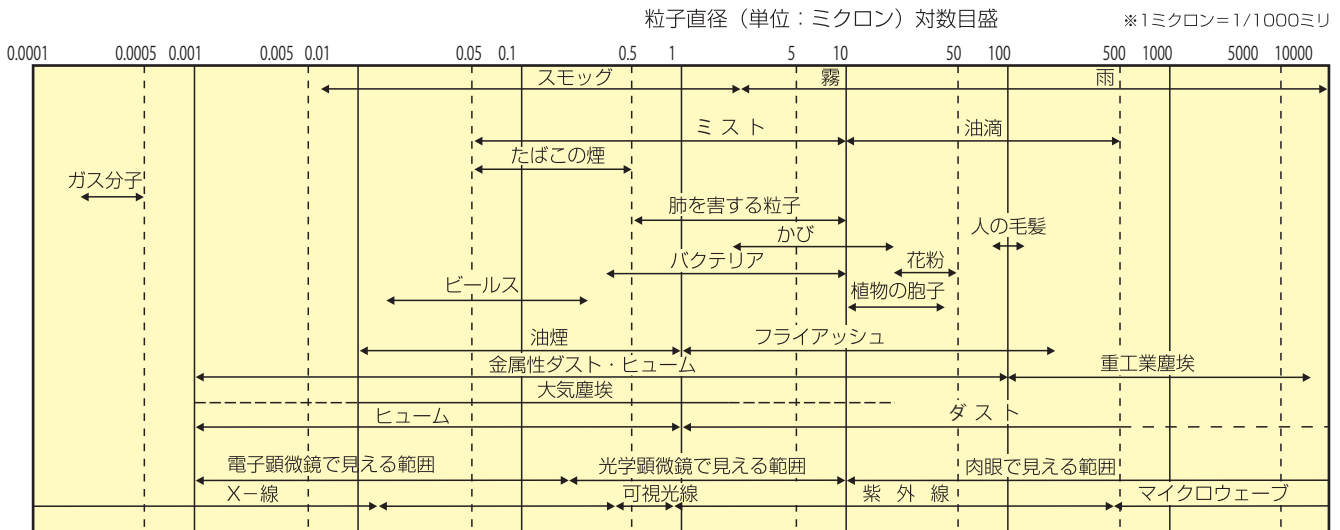 粒子直径（単位：ミクロン）対数目盛 ※1ミクロン＝1/1000ミリ
0.0001 0.0005 0.001 0.005 0.01 0.05 0.1 0.5 1 5 10 50 100 500 1000 5000 10000
スモッグ 霧 雨
ミスト 油滴
たばこの煙
ガス分子
肺を害する粒子
人の毛髪
かび
バクテリア 花粉
ビールス 植物の胞子
油煙 フライアッシュ
金属性ダスト・ヒューム 重工業塵埃
大気塵埃
ヒューム ダスト
電子顕微鏡で見える範囲 光学顕微鏡で見える範囲 肉眼で見える範囲
X－線 可視光線 紫外線 マイクロウェーブ